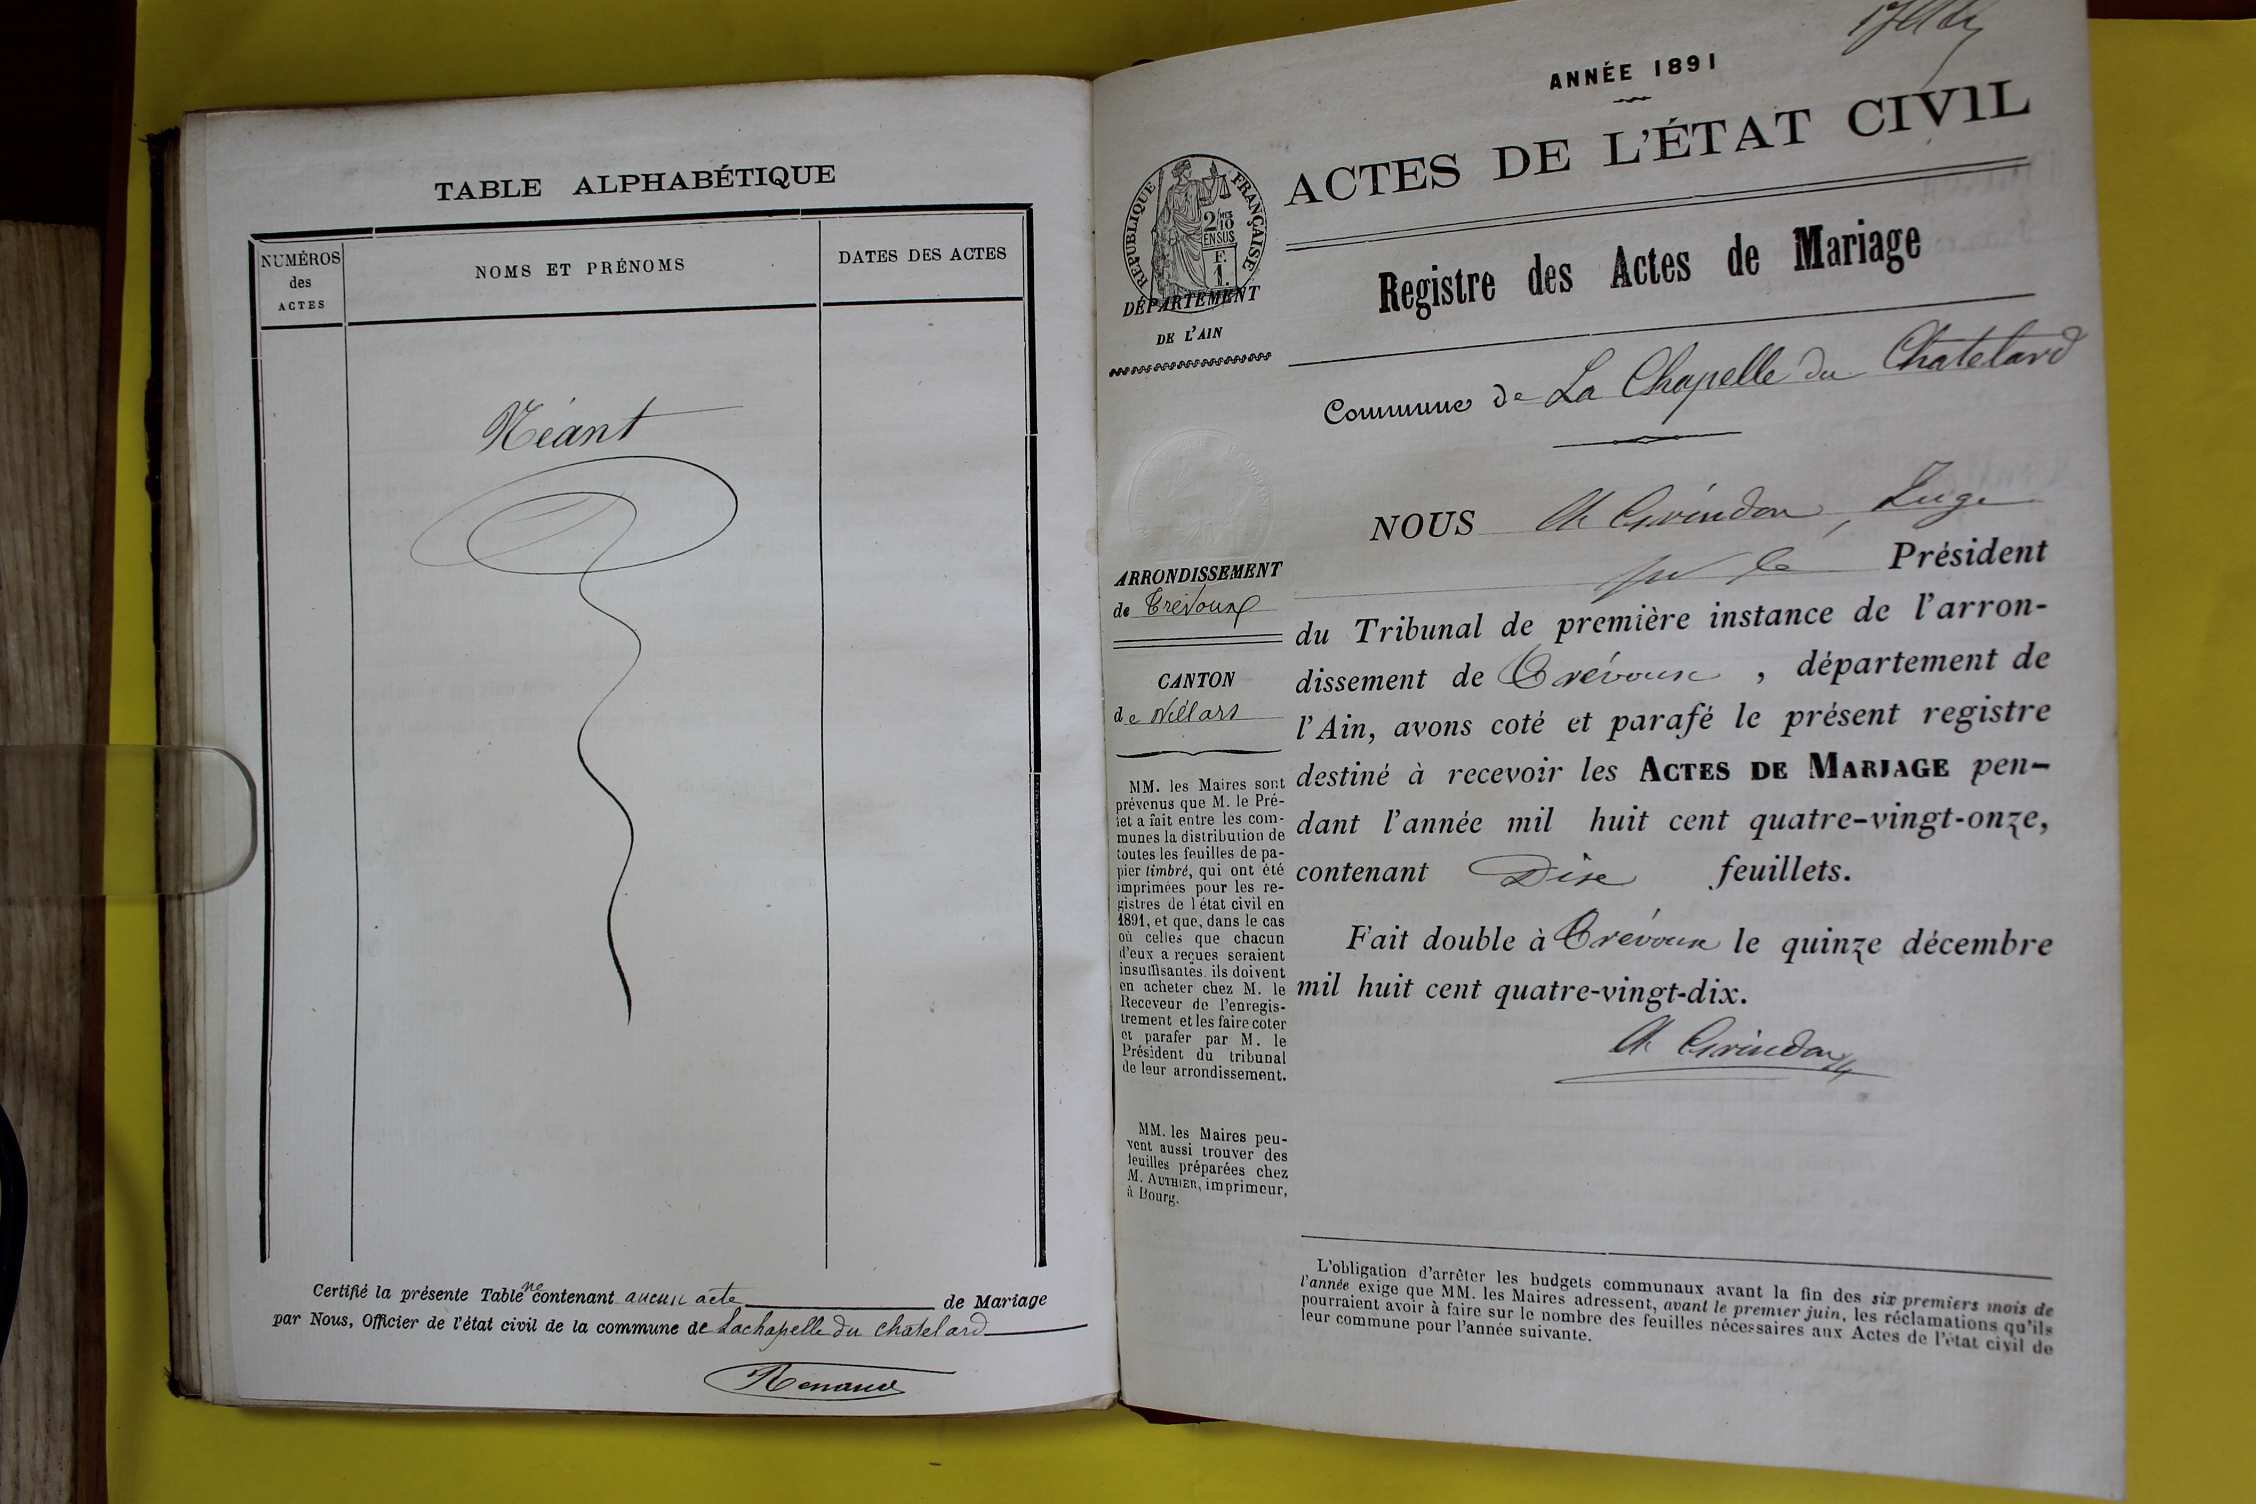 TABLE ALPHABÉTIQUE
NUMÉROS des ACTES
NOMS ET PRÉNOMS
DATES DES ACTES
Néant
Certifié la présente Table ne contenant aucun acte de Mariage
par Nous, Officier de l'état civil de la commune de Lachapelle du Chatelard
Renaud
ANNÉE 1891
ACTES DE L'ÉTAT CIVIL
Registre des Actes de Mariage
Commune de La Chapelle du Chatelard
RÉPUBLIQUE FRANÇAISE
2/10
EN SUS
F.
1.
DÉPARTEMENT
DE L'AIN
ARRONDISSEMENT
de Trévoux
CANTON
de Villars
MM. les Maires sont
prévenus que M. le Pré-
fet a fait entre les com-
munes la distribution de
toutes les feuilles de pa-
pier timbré, qui ont été
imprimées pour les re-
gistres de l'état civil en
1891, et que, dans le cas
où celles que chacun
d'eux a reçues seraient
insuffisantes, ils doivent
en acheter chez M. le
Receveur de l'enregis-
trement et les faire coter
et parafer par M. le
Président du tribunal
de leur arrondissement.
MM. les Maires peu-
vent aussi trouver des
feuilles préparées chez
M. AUTHIER, imprimeur,
à Bourg.
NOUS Ch Grindon, Juge
Président
du Tribunal de première instance de l'arron-
dissement de Trévoux, département de
l'Ain, avons coté et parafé le présent registre
destiné à recevoir les ACTES DE MARIAGE pen-
dant l'année mil huit cent quatre-vingt-onze,
contenant Dix feuillets.
Fait double à Trévoux le quinze décembre
mil huit cent quatre-vingt-dix.
Ch Grindon
L'obligation d'arrêter les budgets communaux avant la fin des six premiers mois de
l'année exige que MM. les Maires adressent, avant le premier juin, les réclamations qu'ils
pourraient avoir à faire sur le nombre des feuilles nécessaires aux Actes de l'état civil de
leur commune pour l'année suivante.